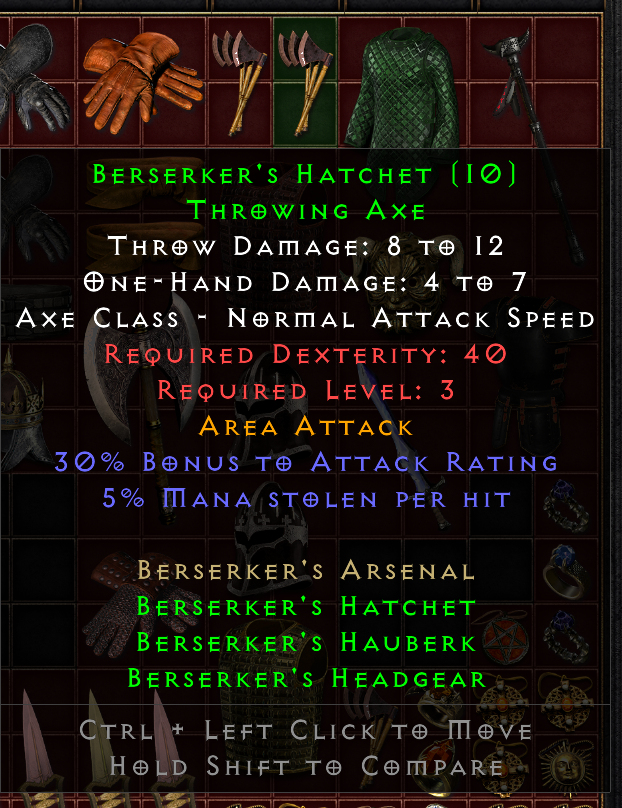 Berserker's Hatchet (10)
Throwing Axe
Throw Damage: 8 to 12
One-Hand Damage: 4 to 7
Axe Class - Normal Attack Speed
Required Dexterity: 40
Required Level: 3
Area Attack
30% Bonus to Attack Rating
5% Mana stolen per hit
Berserker's Arsenal
Berserker's Hatchet
Berserker's Hauberk
Berserker's Headgear
Ctrl + Left Click to Move
Hold Shift to Compare